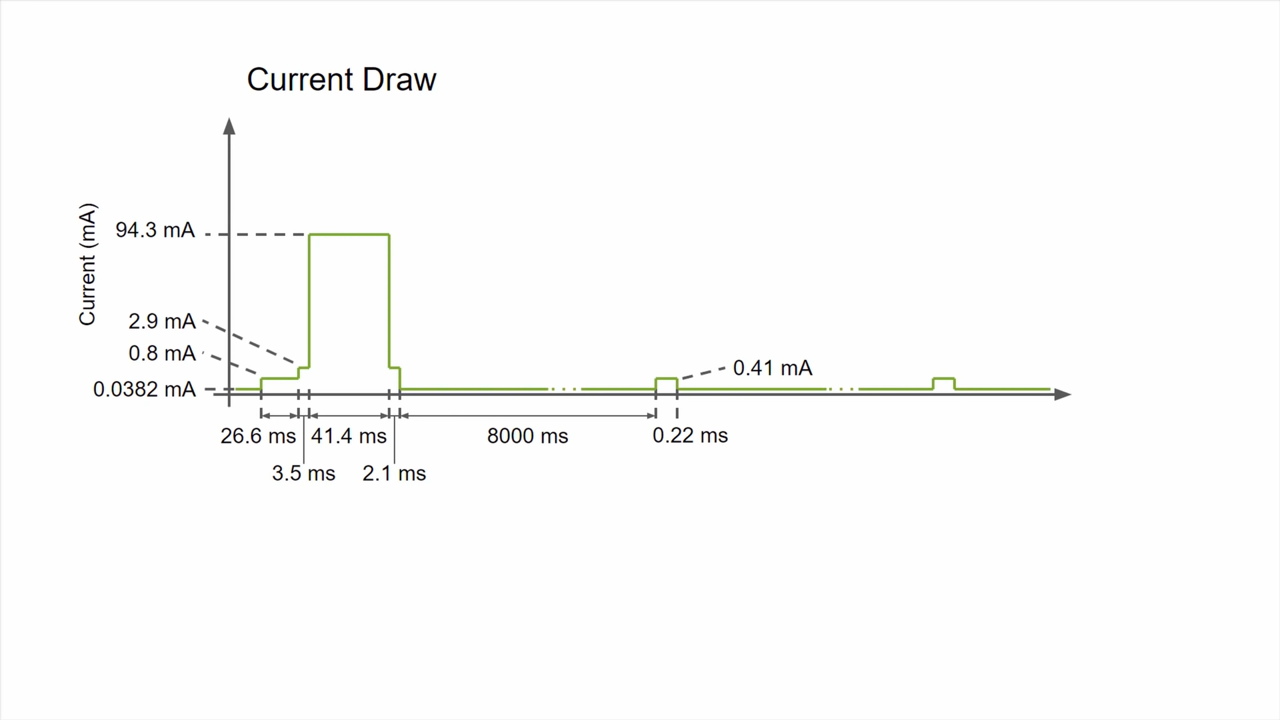 Current Draw
Current (mA)
94.3 mA
2.9 mA
0.8 mA
0.41 mA
0.0382 mA
26.6 ms
41.4 ms
8000 ms
0.22 ms
3.5 ms
2.1 ms